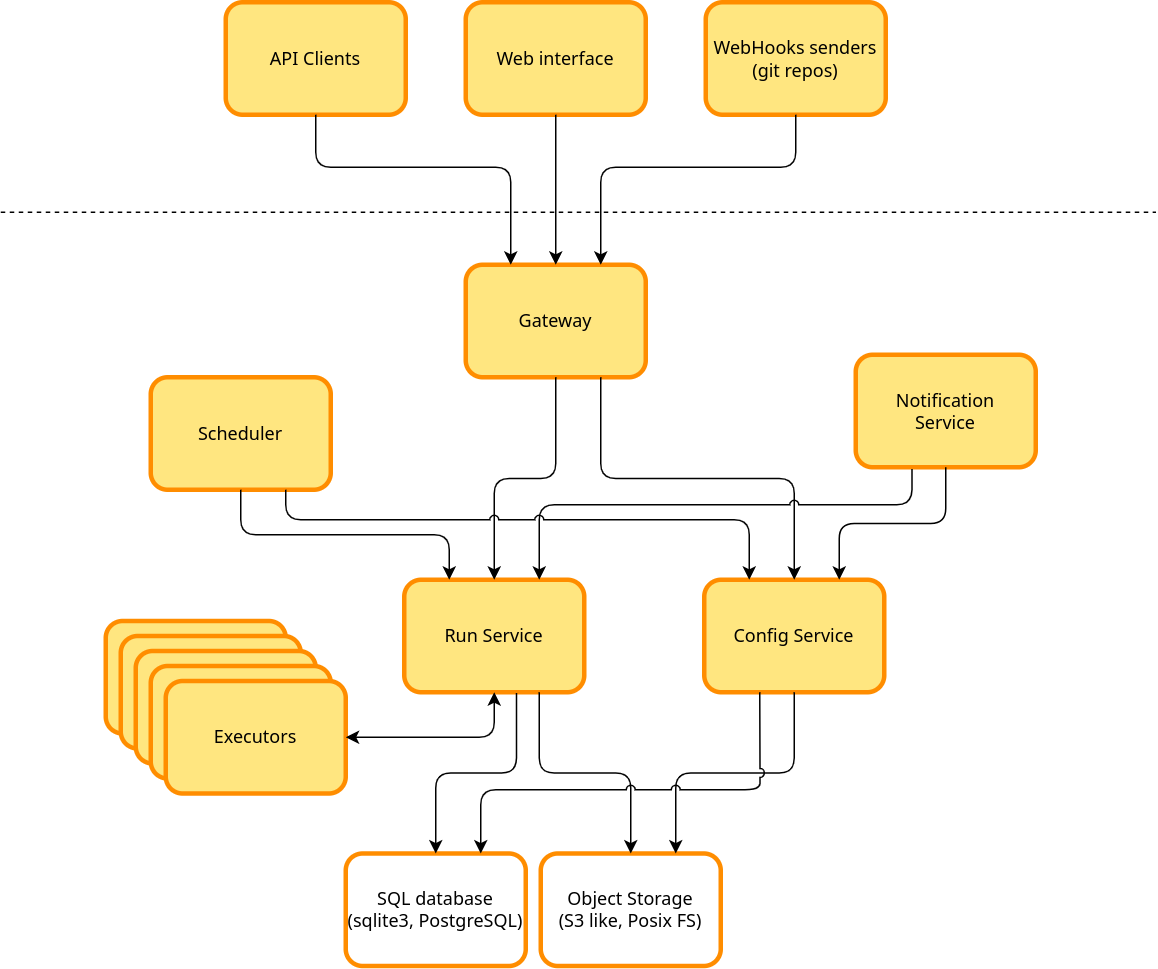 API Clients
Web interface
WebHooks senders
(git repos)
Gateway
Notification
Service
Scheduler
Run Service
Config Service
Executors
SQL database
(sqlite3, PostgreSQL)
Object Storage
(S3 like, Posix FS)